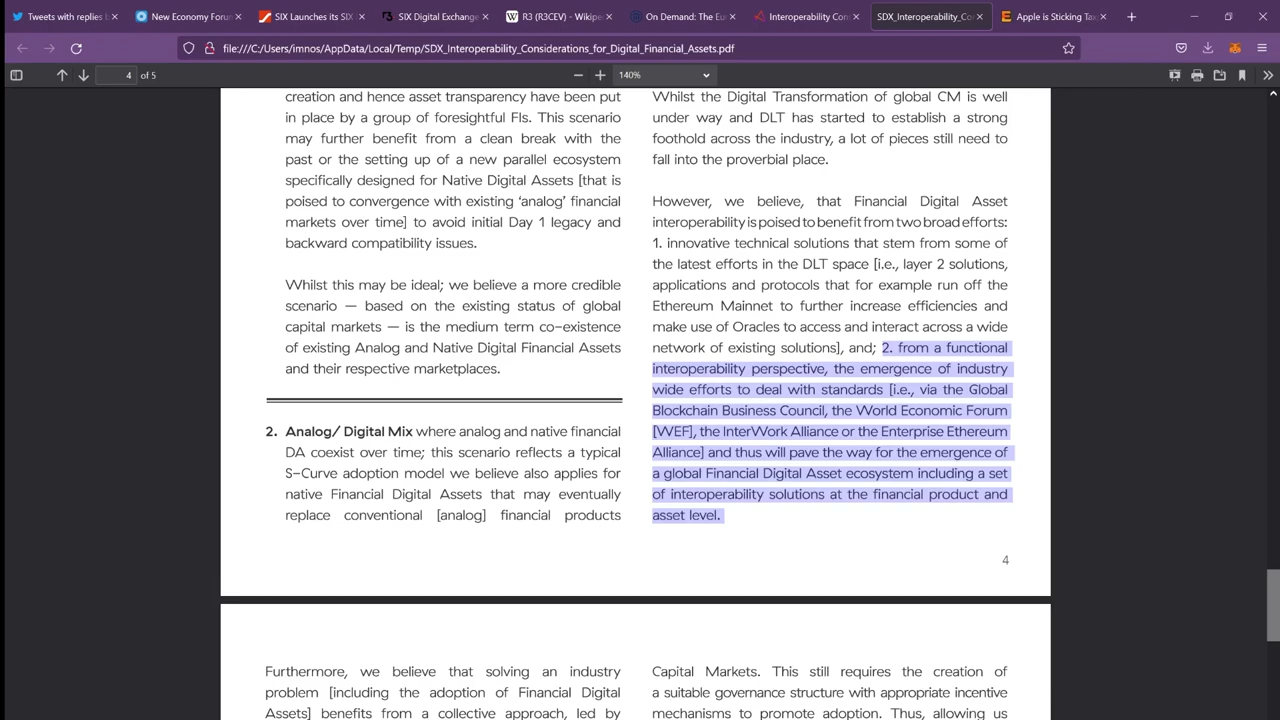 Tweets with replies b
New Economy Forum
SIX Launches its SIX
SIX Digital Exchange
R3 (R3CEV) - Wikipe
On Demand: The Eu
Interoperability Con
SDX_Interoperability_Co
Apple is Sticking Tax
file:///C:/Users/imnos/AppData/Local/Temp/SDX_Interoperability_Considerations_for_Digital_Financial_Assets.pdf
4 of 5
140%
creation and hence asset transparency have been put
in place by a group of foresightful FIs. This scenario
may further benefit from a clean break with the
past or the setting up of a new parallel ecosystem
specifically designed for Native Digital Assets [that is
poised to convergence with existing ‘analog’ financial
markets over time] to avoid initial Day 1 legacy and
backward compatibility issues.
Whilst this may be ideal; we believe a more credible
scenario — based on the existing status of global
capital markets — is the medium term co-existence
of existing Analog and Native Digital Financial Assets
and their respective marketplaces.
2. Analog/ Digital Mix where analog and native financial
DA coexist over time; this scenario reflects a typical
S-Curve adoption model we believe also applies for
native Financial Digital Assets that may eventually
replace conventional [analog] financial products
Whilst the Digital Transformation of global CM is well
under way and DLT has started to establish a strong
foothold across the industry, a lot of pieces still need to
fall into the proverbial place.
However, we believe, that Financial Digital Asset
interoperability is poised to benefit from two broad efforts:
1. innovative technical solutions that stem from some of
the latest efforts in the DLT space [i.e., layer 2 solutions,
applications and protocols that for example run off the
Ethereum Mainnet to further increase efficiencies and
make use of Oracles to access and interact across a wide
network of existing solutions], and; 2. from a functional
interoperability perspective, the emergence of industry
wide efforts to deal with standards [i.e., via the Global
Blockchain Business Council, the World Economic Forum
[WEF], the InterWork Alliance or the Enterprise Ethereum
Alliance] and thus will pave the way for the emergence of
a global Financial Digital Asset ecosystem including a set
of interoperability solutions at the financial product and
asset level.
4
Furthermore, we believe that solving an industry
problem [including the adoption of Financial Digital
Assets] benefits from a collective approach, led by
Capital Markets. This still requires the creation of
a suitable governance structure with appropriate incentive
mechanisms to promote adoption. Thus, allowing us